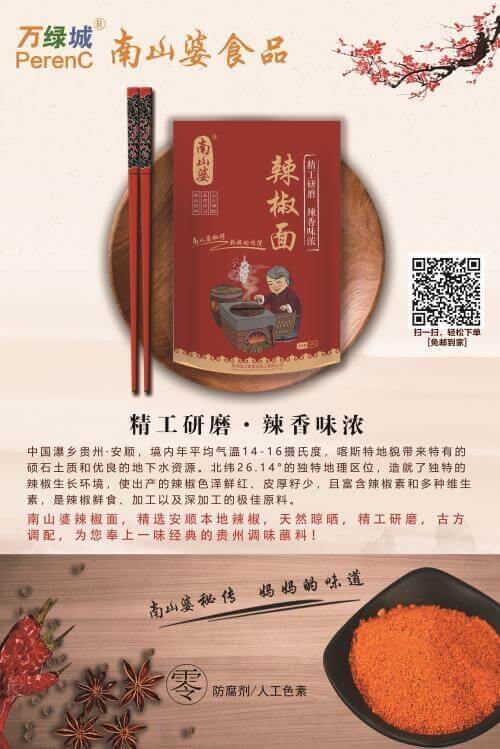 万绿城®
PerenC
南山婆食品
南山婆
辣椒面
精工研磨 辣香味浓
南山婆秘传 妈妈的味道
扫一扫，轻松下单
[免邮到家]
精工研磨·辣香味浓
中国瀑乡贵州·安顺，境内年平均气温14-16摄氏度，喀斯特地貌带来特有的
硕石土质和优良的地下水资源。北纬26.14°的独特地理区位，造就了独特的
辣椒生长环境，使出产的辣椒色泽鲜红、皮厚籽少，且富含辣椒素和多种维生
素，是辣椒鲜食、加工以及深加工的极佳原料。
南山婆辣椒面，精选安顺本地辣椒，天然晾晒，精工研磨，古方
调配，为您奉上一味经典的贵州调味蘸料！
南山婆秘传 妈妈的味道
零 防腐剂/人工色素